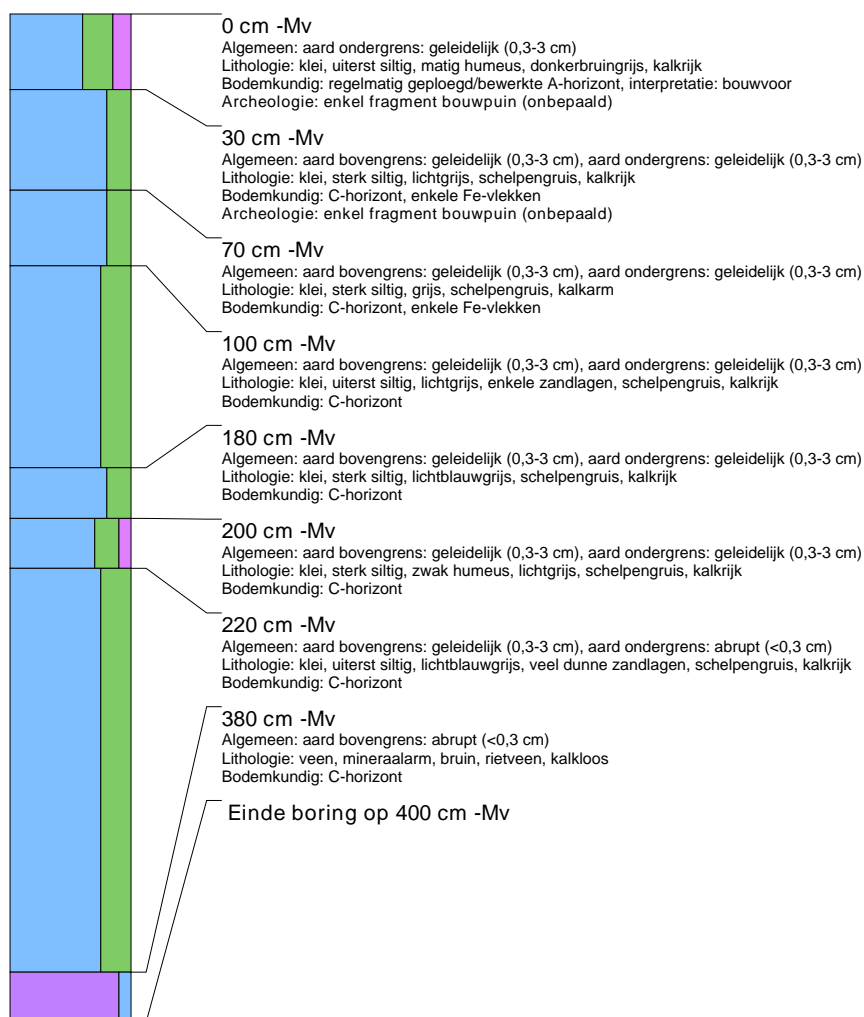 0 cm -Mv
Algemeen: aard ondergrens: geleidelijk (0,3-3 cm)
Lithologie: klei, uiterst siltig, matig humeus, donkerbruingrijs, kalkrijk
Bodemkundig: regelmatig geploegd/bewerkte A-horizont, interpretatie: bouwvoor
Archeologie: enkel fragment bouwpuin (onbepaald)
30 cm -Mv
Algemeen: aard bovengrens: geleidelijk (0,3-3 cm), aard ondergrens: geleidelijk (0,3-3 cm)
Lithologie: klei, sterk siltig, lichtgrijs, schelpengruis, kalkrijk
Bodemkundig: C-horizont, enkele Fe-vlekken
Archeologie: enkel fragment bouwpuin (onbepaald)
70 cm -Mv
Algemeen: aard bovengrens: geleidelijk (0,3-3 cm), aard ondergrens: geleidelijk (0,3-3 cm)
Lithologie: klei, sterk siltig, grijs, schelpengruis, kalkarm
Bodemkundig: C-horizont, enkele Fe-vlekken
100 cm -Mv
Algemeen: aard bovengrens: geleidelijk (0,3-3 cm), aard ondergrens: geleidelijk (0,3-3 cm)
Lithologie: klei, uiterst siltig, lichtgrijs, enkele zandlagen, schelpengruis, kalkrijk
Bodemkundig: C-horizont
180 cm -Mv
Algemeen: aard bovengrens: geleidelijk (0,3-3 cm), aard ondergrens: geleidelijk (0,3-3 cm)
Lithologie: klei, sterk siltig, lichtblauwgrijs, schelpengruis, kalkrijk
Bodemkundig: C-horizont
200 cm -Mv
Algemeen: aard bovengrens: geleidelijk (0,3-3 cm), aard ondergrens: geleidelijk (0,3-3 cm)
Lithologie: klei, sterk siltig, zwak humeus, lichtgrijs, schelpengruis, kalkrijk
Bodemkundig: C-horizont
220 cm -Mv
Algemeen: aard bovengrens: geleidelijk (0,3-3 cm), aard ondergrens: abrupt (<0,3 cm)
Lithologie: klei, uiterst siltig, lichtblauwgrijs, veel dunne zandlagen, schelpengruis, kalkrijk
Bodemkundig: C-horizont
380 cm -Mv
Algemeen: aard bovengrens: abrupt (<0,3 cm)
Lithologie: veen, mineraalarm, bruin, rietveen, kalkloos
Bodemkundig: C-horizont
Einde boring op 400 cm -Mv